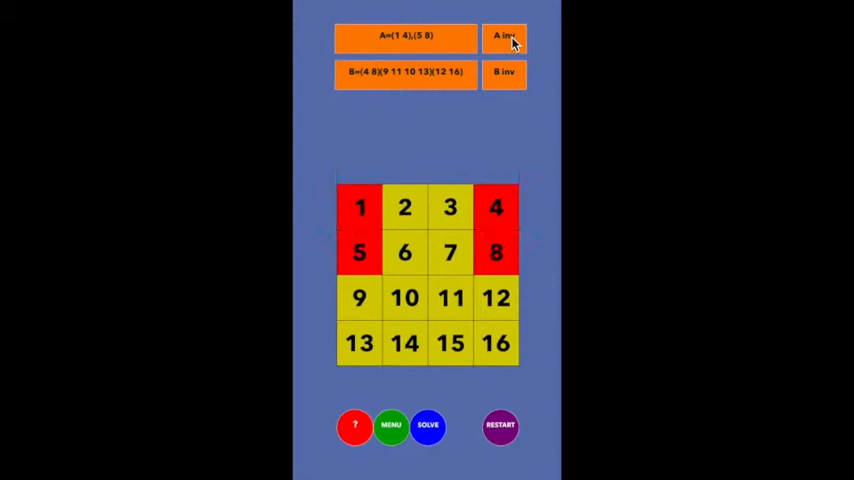 A=(1 4),(5 8) A inv
B=(4 8)(9 11 10 13)(12 16) B inv
1 2 3 4
5 6 7 8
9 10 11 12
13 14 15 16
? MENU SOLVE RESTART